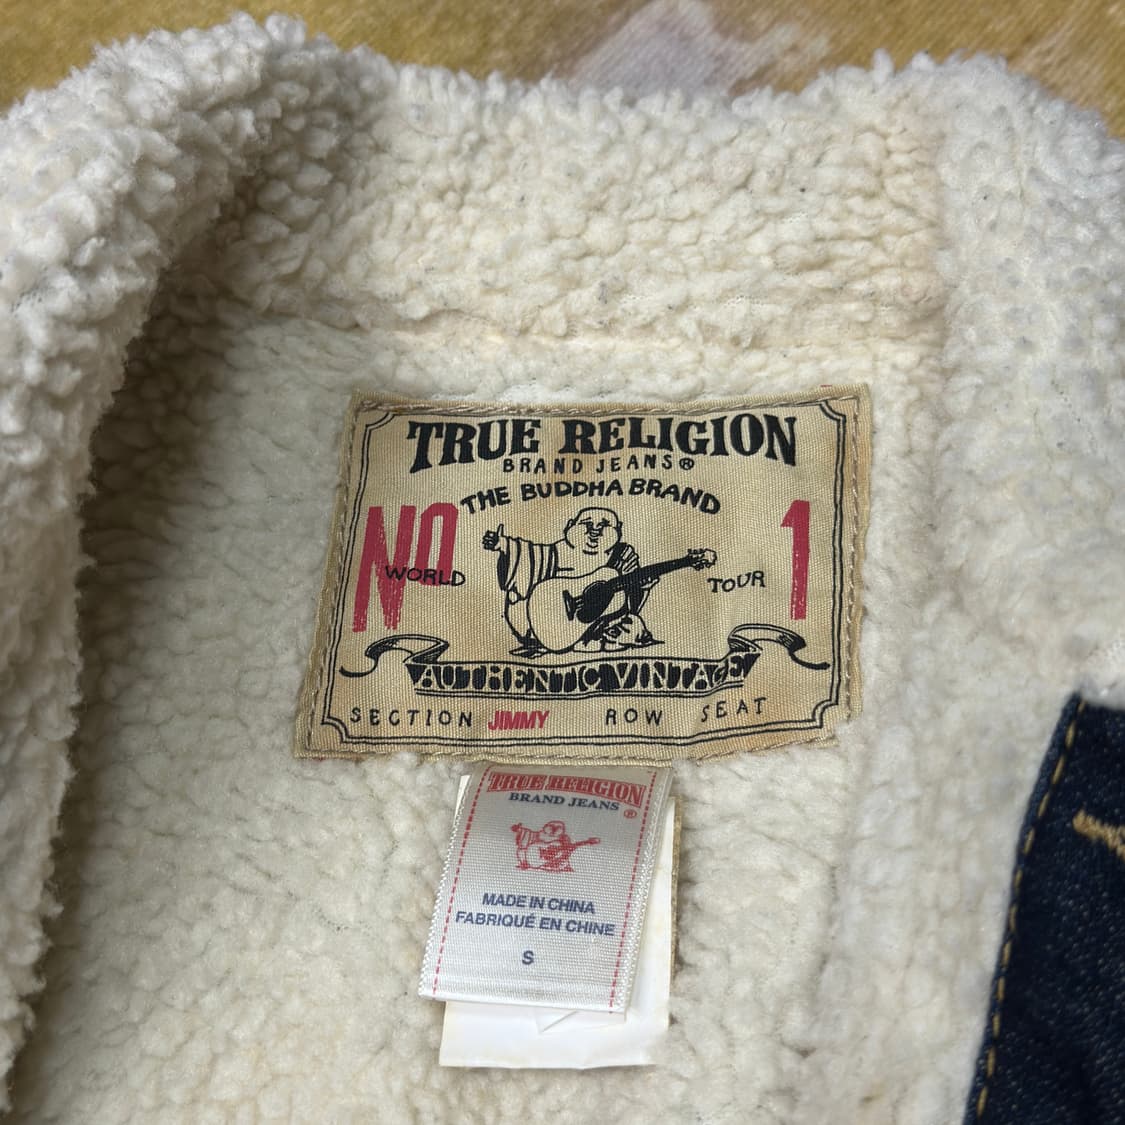 TRUE RELIGION
BRAND JEANS®
THE BUDDHA BRAND
NO 1
WORLD TOUR
AUTHENTIC VINTAGE
SECTION JIMMY ROW SEAT
TRUE RELIGION
BRAND JEANS
®
MADE IN CHINA
FABRIQUÉ EN CHINE
S